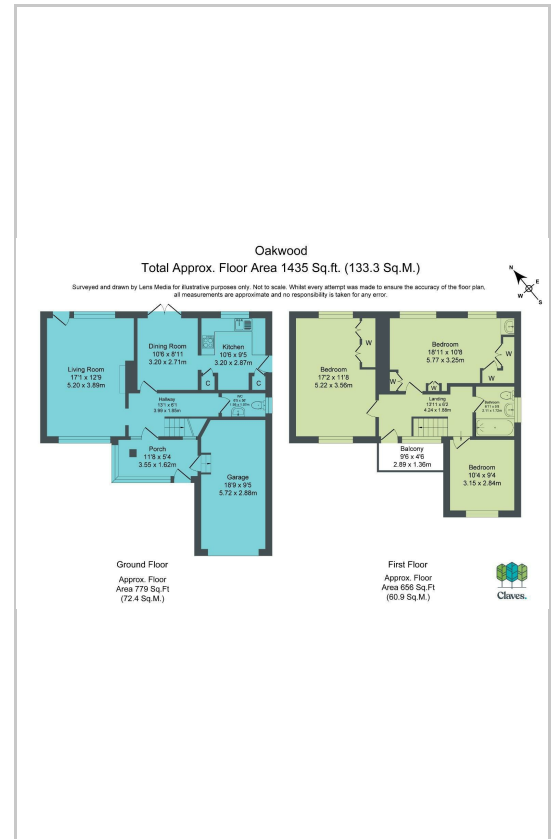 Oakwood
Total Approx. Floor Area 1435 Sq.ft. (133.3 Sq.M.)
Surveyed and drawn by Lens Media for illustrative purposes only. Not to scale. Whilst every attempt was made to ensure the accuracy of the floor plan,
all measurements are approximate and no responsibility is taken for any error.
N
E
S
W
Living Room
17'1 x 12'9
5.20 x 3.89m
Dining Room
10'6 x 8'11
3.20 x 2.71m
Kitchen
10'6 x 9'5
3.20 x 2.87m
C
C
Hallway
13'1 x 6'1
3.99 x 1.85m
WC
Porch
11'8 x 5'4
3.55 x 1.62m
Garage
18'9 x 9'5
5.72 x 2.88m
Bedroom
17'2 x 11'8
5.22 x 3.56m
W
W
Bedroom
18'11 x 10'8
5.77 x 3.25m
W
W
W
W
Landing
13'11 x 6'2
4.24 x 1.88m
Bathroom
Balcony
9'6 x 4'6
2.89 x 1.36m
Bedroom
10'4 x 9'4
3.15 x 2.84m
Ground Floor
Approx. Floor
Area 779 Sq.Ft
(72.4 Sq.M.)
First Floor
Approx. Floor
Area 656 Sq.Ft
(60.9 Sq.M.)
Claves.